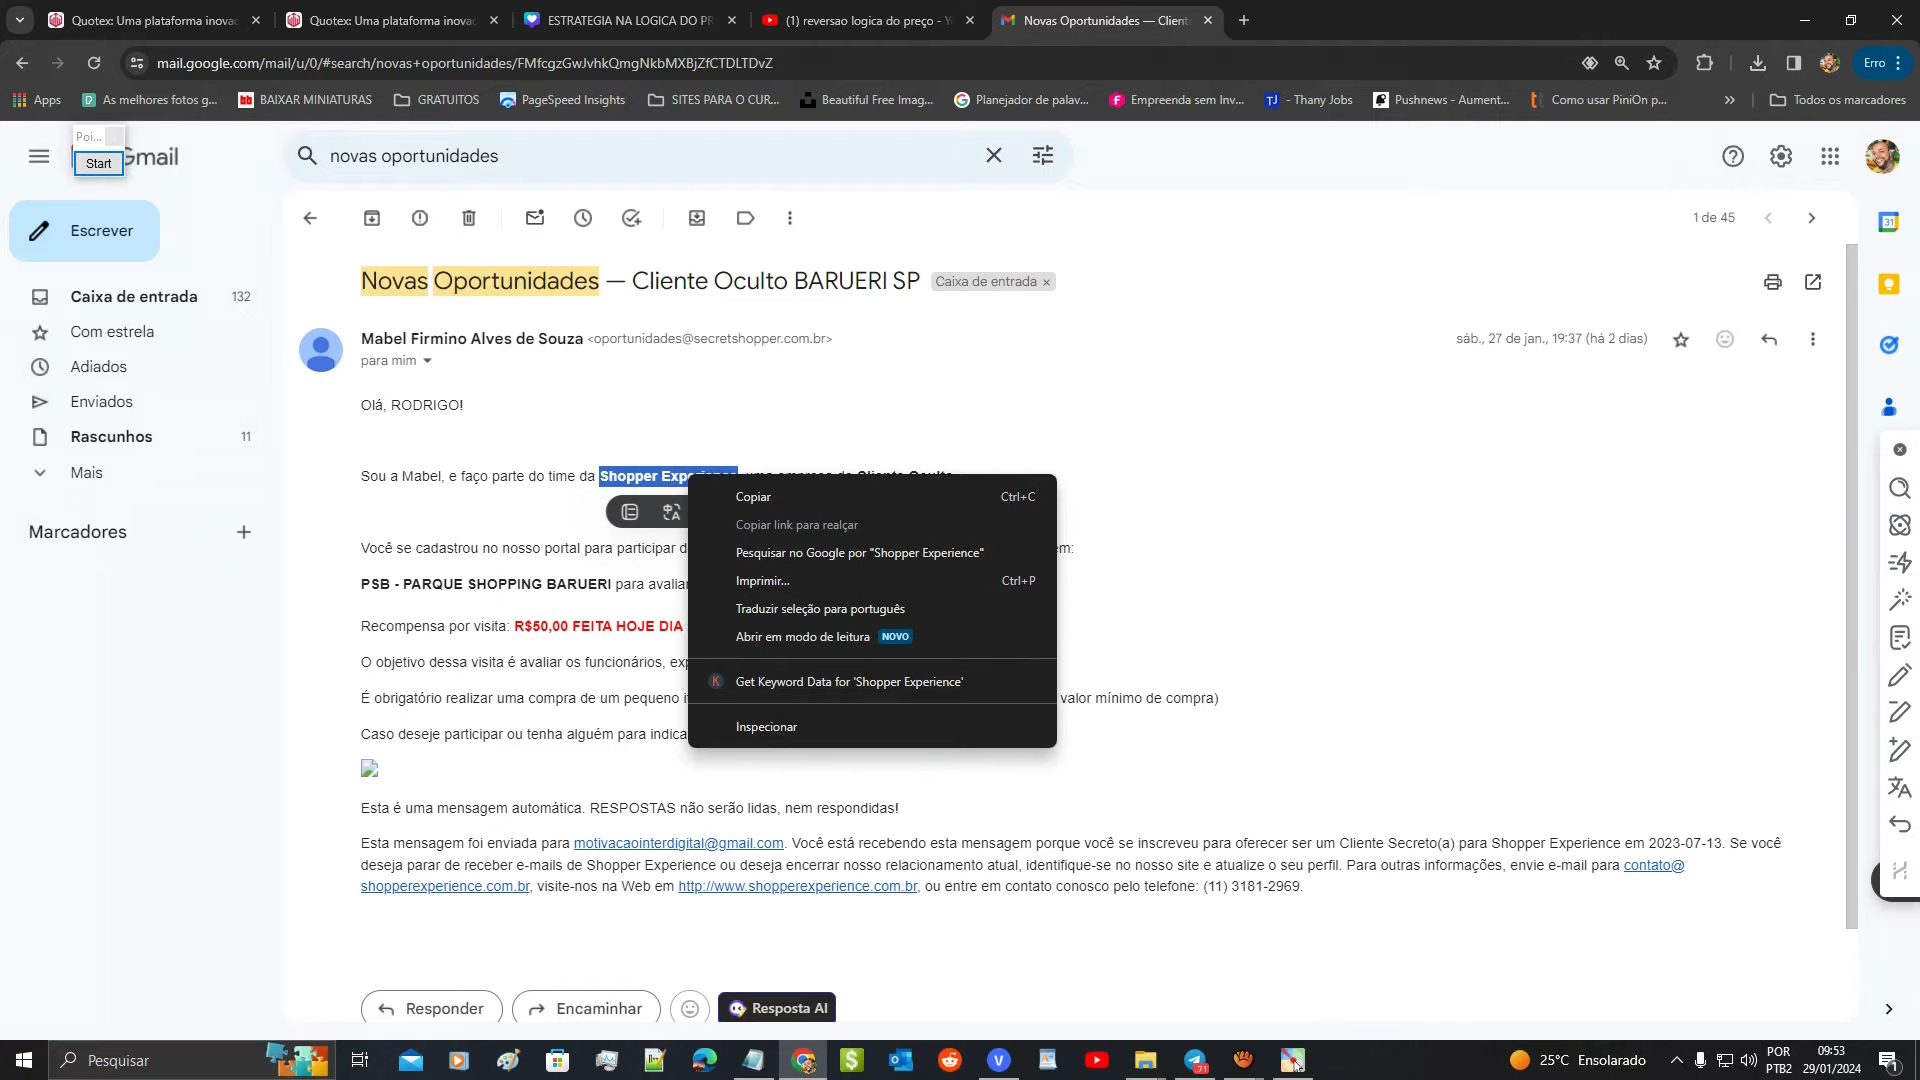 Quotex: Uma plataforma inovad
Quotex: Uma plataforma inovad
ESTRATEGIA NA LOGICA DO PR
(1) reversao logica do preço - Y
Novas Oportunidades — Client
mail.google.com/mail/u/0/#search/novas+oportunidades/FMfcgzGwJvhkQmgNkbMXBjZfCTDLTDvZ
Erro
Apps
As melhores fotos g...
BAIXAR MINIATURAS
GRATUITOS
PageSpeed Insights
SITES PARA O CUR...
Beautiful Free Imag...
Planejador de palav...
Empreenda sem Inv...
- Thany Jobs
Pushnews - Aument...
Como usar PiniOn p...
Todos os marcadores
Poi...
Start
Gmail
novas oportunidades
Escrever
1 de 45
Caixa de entrada 132
Com estrela
Adiados
Enviados
Rascunhos 11
Mais
Marcadores
Novas Oportunidades — Cliente Oculto BARUERI SP
Caixa de entrada
Mabel Firmino Alves de Souza <oportunidades@secretshopper.com.br>
sáb., 27 de jan., 19:37 (há 2 dias)
para mim
Olá, RODRIGO!
Sou a Mabel, e faço parte do time da Shopper Experience, uma empresa de Cliente Oculto
Você se cadastrou no nosso portal para participar d
em:
PSB - PARQUE SHOPPING BARUERI para avalia
Recompensa por visita: R$50,00 FEITA HOJE DIA
O objetivo dessa visita é avaliar os funcionários, exp
É obrigatório realizar uma compra de um pequeno it
valor mínimo de compra)
Caso deseje participar ou tenha alguém para indica
Copiar Ctrl+C
Copiar link para realçar
Pesquisar no Google por "Shopper Experience"
Imprimir... Ctrl+P
Traduzir seleção para português
Abrir em modo de leitura NOVO
Get Keyword Data for 'Shopper Experience'
Inspecionar
Esta é uma mensagem automática. RESPOSTAS não serão lidas, nem respondidas!
Esta mensagem foi enviada para motivacaointerdigital@gmail.com. Você está recebendo esta mensagem porque você se inscreveu para oferecer ser um Cliente Secreto(a) para Shopper Experience em 2023-07-13. Se você
deseja parar de receber e-mails de Shopper Experience ou deseja encerrar nosso relacionamento atual, identifique-se no nosso site e atualize o seu perfil. Para outras informações, envie e-mail para contato@
shopperexperience.com.br, visite-nos na Web em http://www.shopperexperience.com.br, ou entre em contato conosco pelo telefone: (11) 3181-2969.
Responder
Encaminhar
Resposta AI
Pesquisar
25°C Ensolarado
POR
PTB2
09:53
29/01/2024